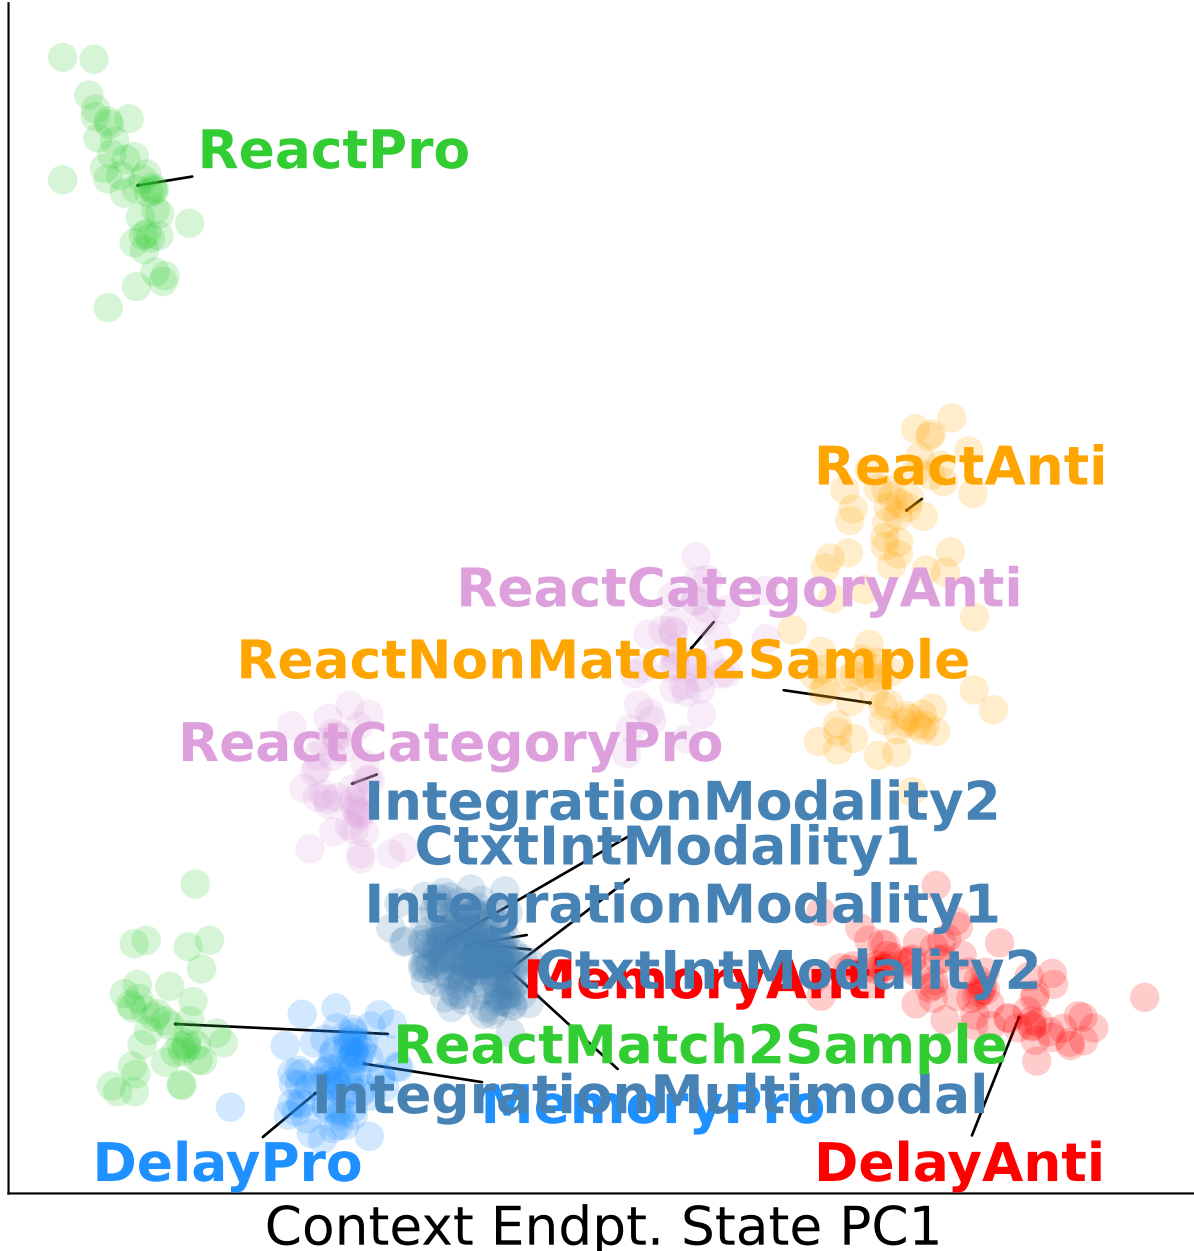 ReactPro
ReactAnti
ReactCategoryAnti
ReactNonMatch2Sample
ReactCategoryPro
IntegrationModality2
CtxtIntModality1
IntegrationModality1
CtxtIntModality2
MemoryAnti
ReactMatch2Sample
IntegrationMultimodal
MemoryPro
DelayPro
DelayAnti
Context Endpt. State PC1